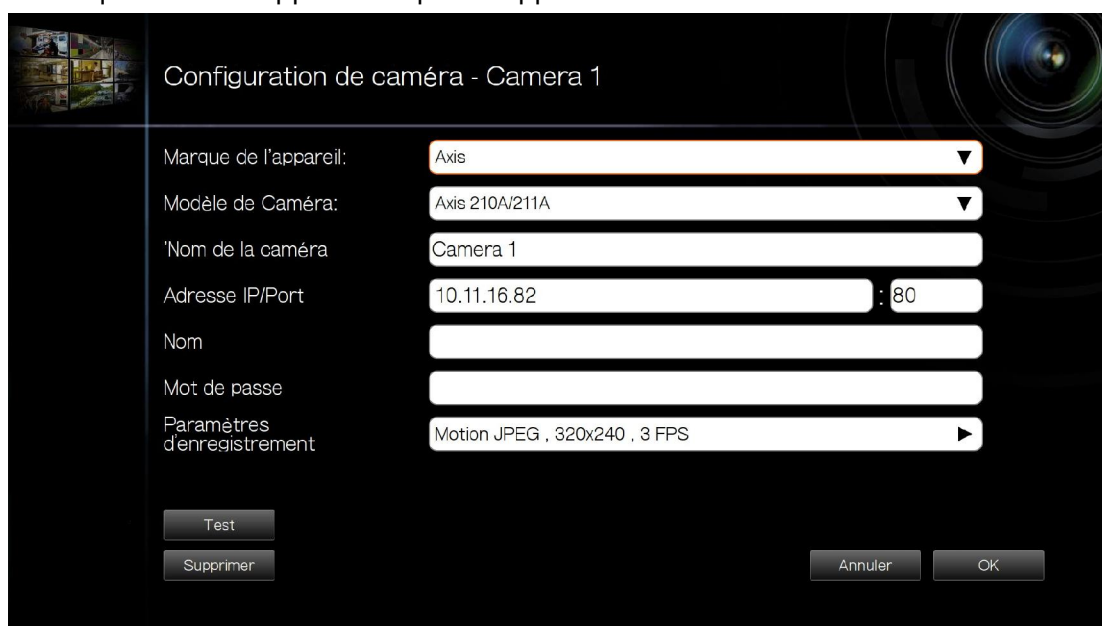 Configuration de caméra - Camera 1
Marque de l'appareil: Axis
Modèle de Caméra: Axis 210A/211A
'Nom de la caméra Camera 1
Adresse IP/Port 10.11.16.82 : 80
Nom
Mot de passe
Paramètres
d'enregistrement Motion JPEG , 320x240 , 3 FPS
Test
Supprimer Annuler OK